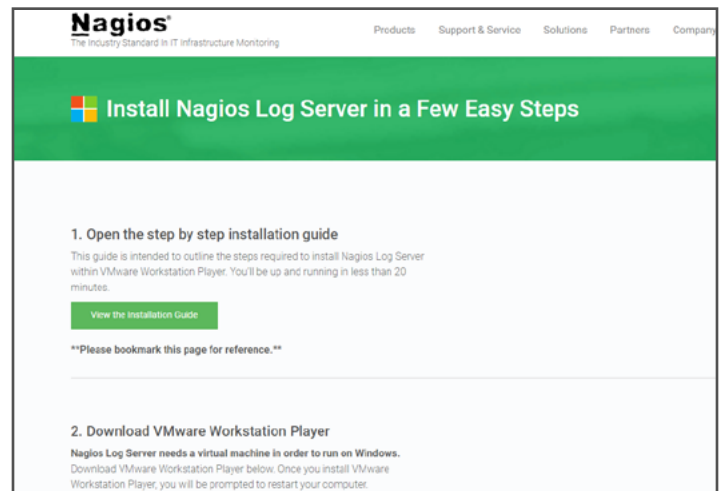 Nagios®
The Industry Standard In IT Infrastructure Monitoring
Products Support & Service Solutions Partners Company
Install Nagios Log Server in a Few Easy Steps
1. Open the step by step installation guide
This guide is intended to outline the steps required to install Nagios Log Server
within VMware Workstation Player. You'll be up and running in less than 20
minutes.
View the Installation Guide
**Please bookmark this page for reference.**
2. Download VMware Workstation Player
Nagios Log Server needs a virtual machine in order to run on Windows.
Download VMware Workstation Player below. Once you install VMware
Workstation Player, you will be prompted to restart your computer.